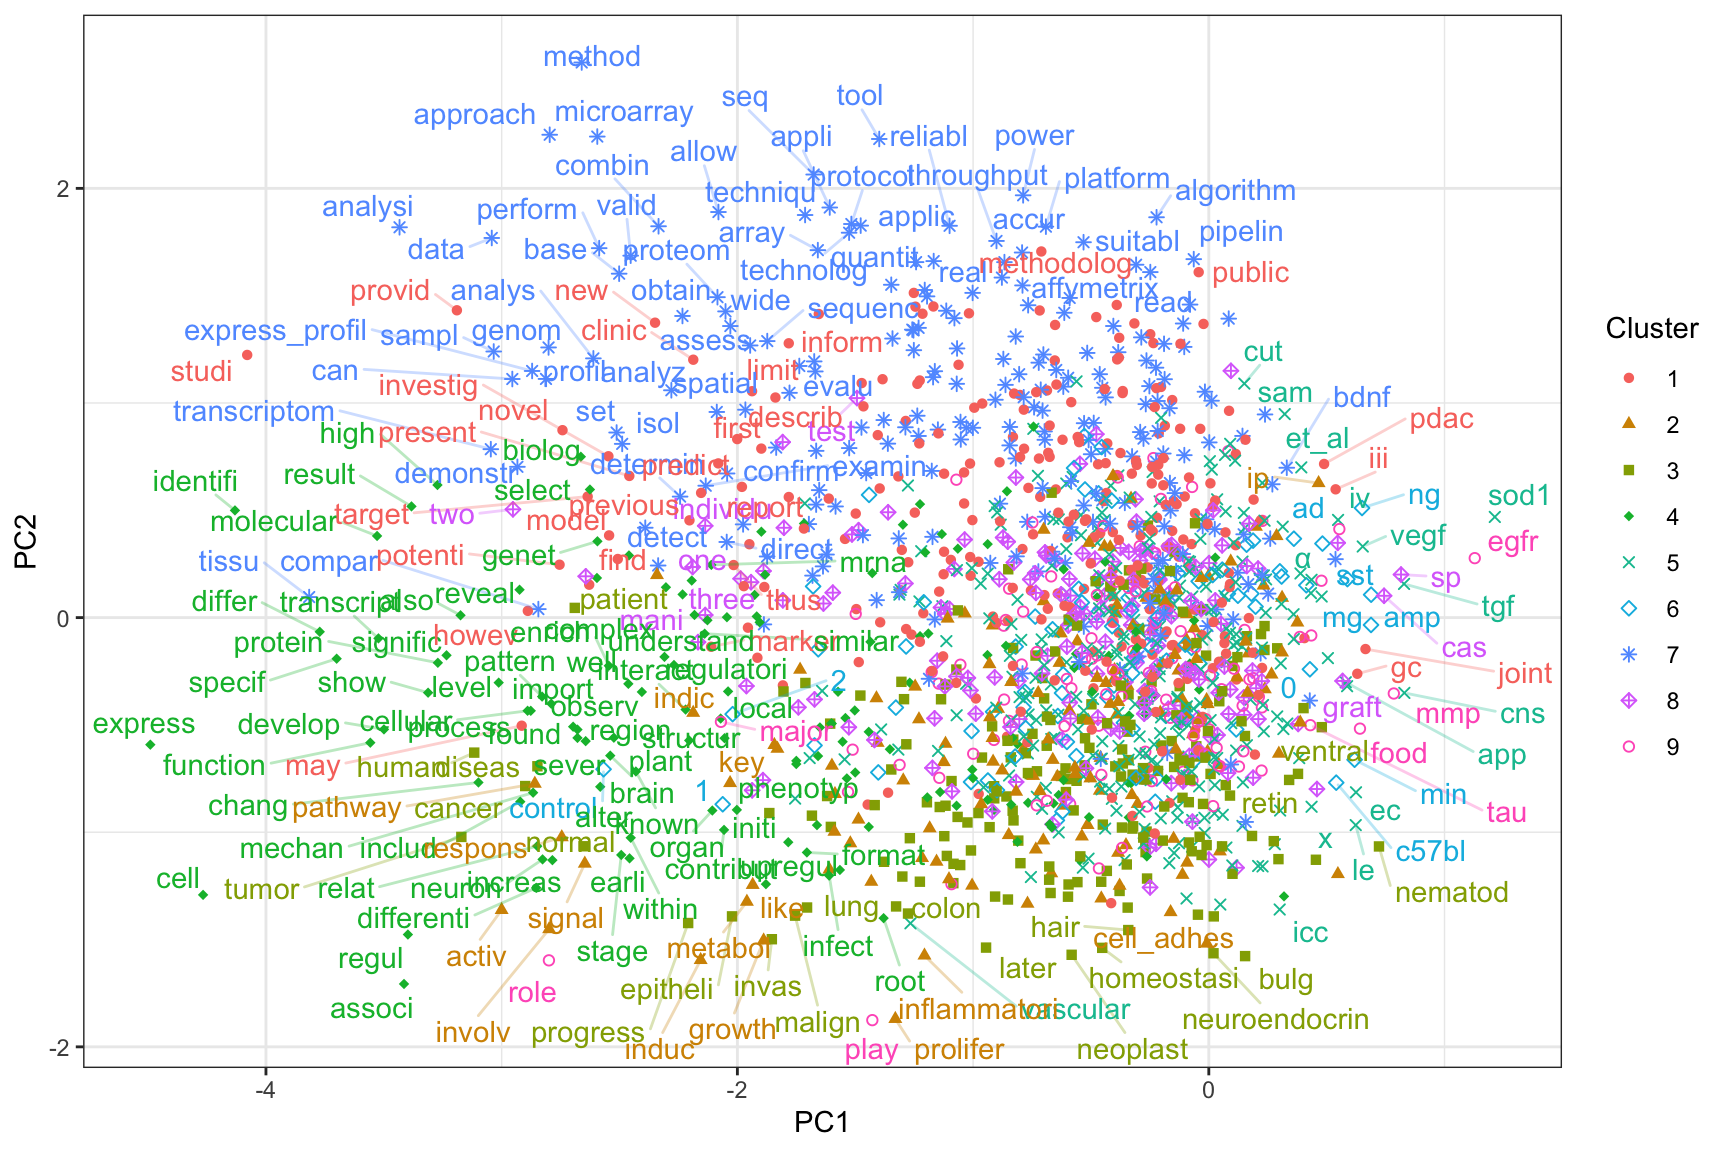 method
seq
tool
approach
microarray
appli
reliabl
power
allow
combin
protocol
throughput
platform
techniqu
algorithm
analysi
perform
valid
applic
accur
array
pipelin
data
base
proteom
suitabl
quantit
technolog
real
methodolog
public
provid
analys
new
obtain
wide
affymetrix
read
sequenc
express_profil
sampl
genom
clinic
assess
inform
cut
studi
can
profil
analyz
limit
investig
spatial
evalu
sam
bdnf
transcriptom
novel
set
describ
pdac
high
present
isol
first
test
et_al
biolog
iii
identifi
result
demonstr
determin
predict
confirm
examin
ip
select
iv
ng
sod1
molecular
target
two
previous
model
individu
report
ad
vegf
egfr
tissu
compar
potenti
genet
find
detect
direct
one
mrna
α
sst
sp
differ
transcript
also
reveal
patient
three
thus
tgf
mani
mg
amp
protein
signific
howev
enrich
complex
understand
marker
similar
cas
pattern
well
interact
regulatori
gc
joint
specif
show
level
import
indic
2
0
observ
local
graft
mmp
cns
express
develop
cellular
process
found
region
structur
major
function
may
human
diseas
sever
plant
key
ventral
food
app
chang
pathway
cancer
control
brain
1
phenotyp
retin
min
tau
ec
alter
known
initi
mechan
includ
respons
normal
organ
format
x
c57bl
cell
tumor
relat
neuron
increas
earli
contribut
upregul
le
nematod
differenti
signal
within
like
lung
colon
hair
cell_adhes
icc
regul
activ
stage
metabol
infect
later
homeostasi
bulg
associ
role
epitheli
invas
root
inflammatori
vascular
neuroendocrin
involv
progress
growth
malign
induc
play
prolifer
neoplast
2
0
-2
-4
-2
0
PC1
PC2
Cluster
1
2
3
4
5
6
7
8
9